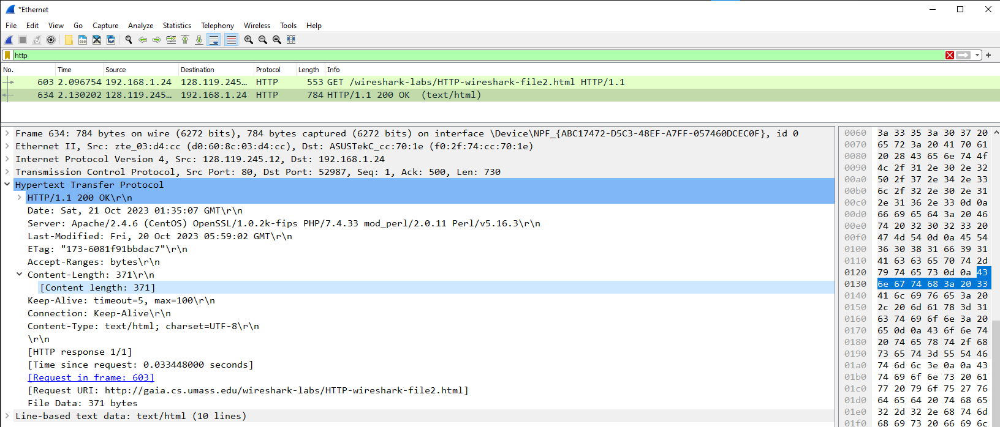 *Ethernet
File Edit View Go Capture Analyze Statistics Telephony Wireless Tools Help
http
No. Time Source Destination Protocol Length Info
603 2.096754 192.168.1.24 128.119.245… HTTP 553 GET /wireshark-labs/HTTP-wireshark-file2.html HTTP/1.1
634 2.130202 128.119.245… 192.168.1.24 HTTP 784 HTTP/1.1 200 OK (text/html)
Frame 634: 784 bytes on wire (6272 bits), 784 bytes captured (6272 bits) on interface \Device\NPF_{ABC17472-D5C3-48EF-A7FF-057460DCEC0F}, id 0
Ethernet II, Src: zte_03:d4:cc (d0:60:8c:03:d4:cc), Dst: ASUSTekC_cc:70:1e (f0:2f:74:cc:70:1e)
Internet Protocol Version 4, Src: 128.119.245.12, Dst: 192.168.1.24
Transmission Control Protocol, Src Port: 80, Dst Port: 52987, Seq: 1, Ack: 500, Len: 730
Hypertext Transfer Protocol
HTTP/1.1 200 OK\r\n
Date: Sat, 21 Oct 2023 01:35:07 GMT\r\n
Server: Apache/2.4.6 (CentOS) OpenSSL/1.0.2k-fips PHP/7.4.33 mod_perl/2.0.11 Perl/v5.16.3\r\n
Last-Modified: Fri, 20 Oct 2023 05:59:02 GMT\r\n
ETag: "173-6081f91bbdac7"\r\n
Accept-Ranges: bytes\r\n
Content-Length: 371\r\n
[Content length: 371]
Keep-Alive: timeout=5, max=100\r\n
Connection: Keep-Alive\r\n
Content-Type: text/html; charset=UTF-8\r\n
\r\n
[HTTP response 1/1]
[Time since request: 0.033448000 seconds]
[Request in frame: 603]
[Request URI: http://gaia.cs.umass.edu/wireshark-labs/HTTP-wireshark-file2.html]
File Data: 371 bytes
Line-based text data: text/html (10 lines)
0060 3a 33 35 3a 30 37 20
0070 65 72 3a 20 41 70 61
0080 20 28 43 65 6e 74 4f
0090 4c 2f 31 2e 30 2e 32
00a0 50 2f 37 2e 34 2e 33
00b0 6c 2f 32 2e 30 2e 31
00c0 2e 31 36 2e 33 0d 0a
00d0 66 69 65 64 3a 20 46
00e0 74 20 32 30 32 33 20
00f0 47 4d 54 0d 0a 45 54
0100 36 30 38 31 66 39 31
0110 41 63 63 65 70 74 2d
0120 79 74 65 73 0d 0a 43
0130 6e 67 74 68 3a 20 33
0140 41 6c 69 76 65 3a 20
0150 2c 20 6d 61 78 3d 31
0160 63 74 69 6f 6e 3a 20
0170 65 0d 0a 43 6f 6e 74
0180 20 74 65 78 74 2f 68
0190 73 65 74 3d 55 54 46
01a0 74 6d 6c 3e 0a 0a 43
01b0 74 69 6f 6e 73 20 61
01c0 77 20 79 6f 75 27 76
01d0 64 65 64 20 74 68 65
01e0 32 2d 32 2e 68 74 6d
01f0 68 69 73 20 66 69 6c